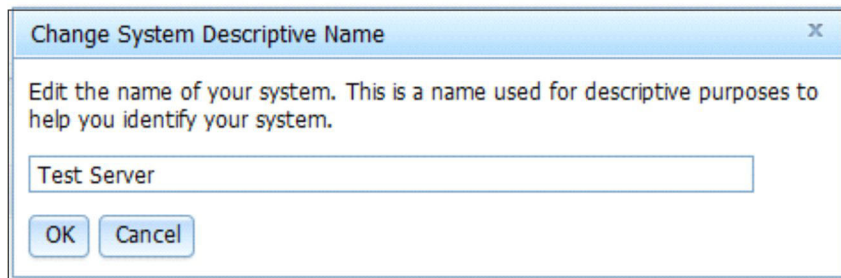 Change System Descriptive Name x
Edit the name of your system. This is a name used for descriptive purposes to
help you identify your system.
Test Server
OK Cancel